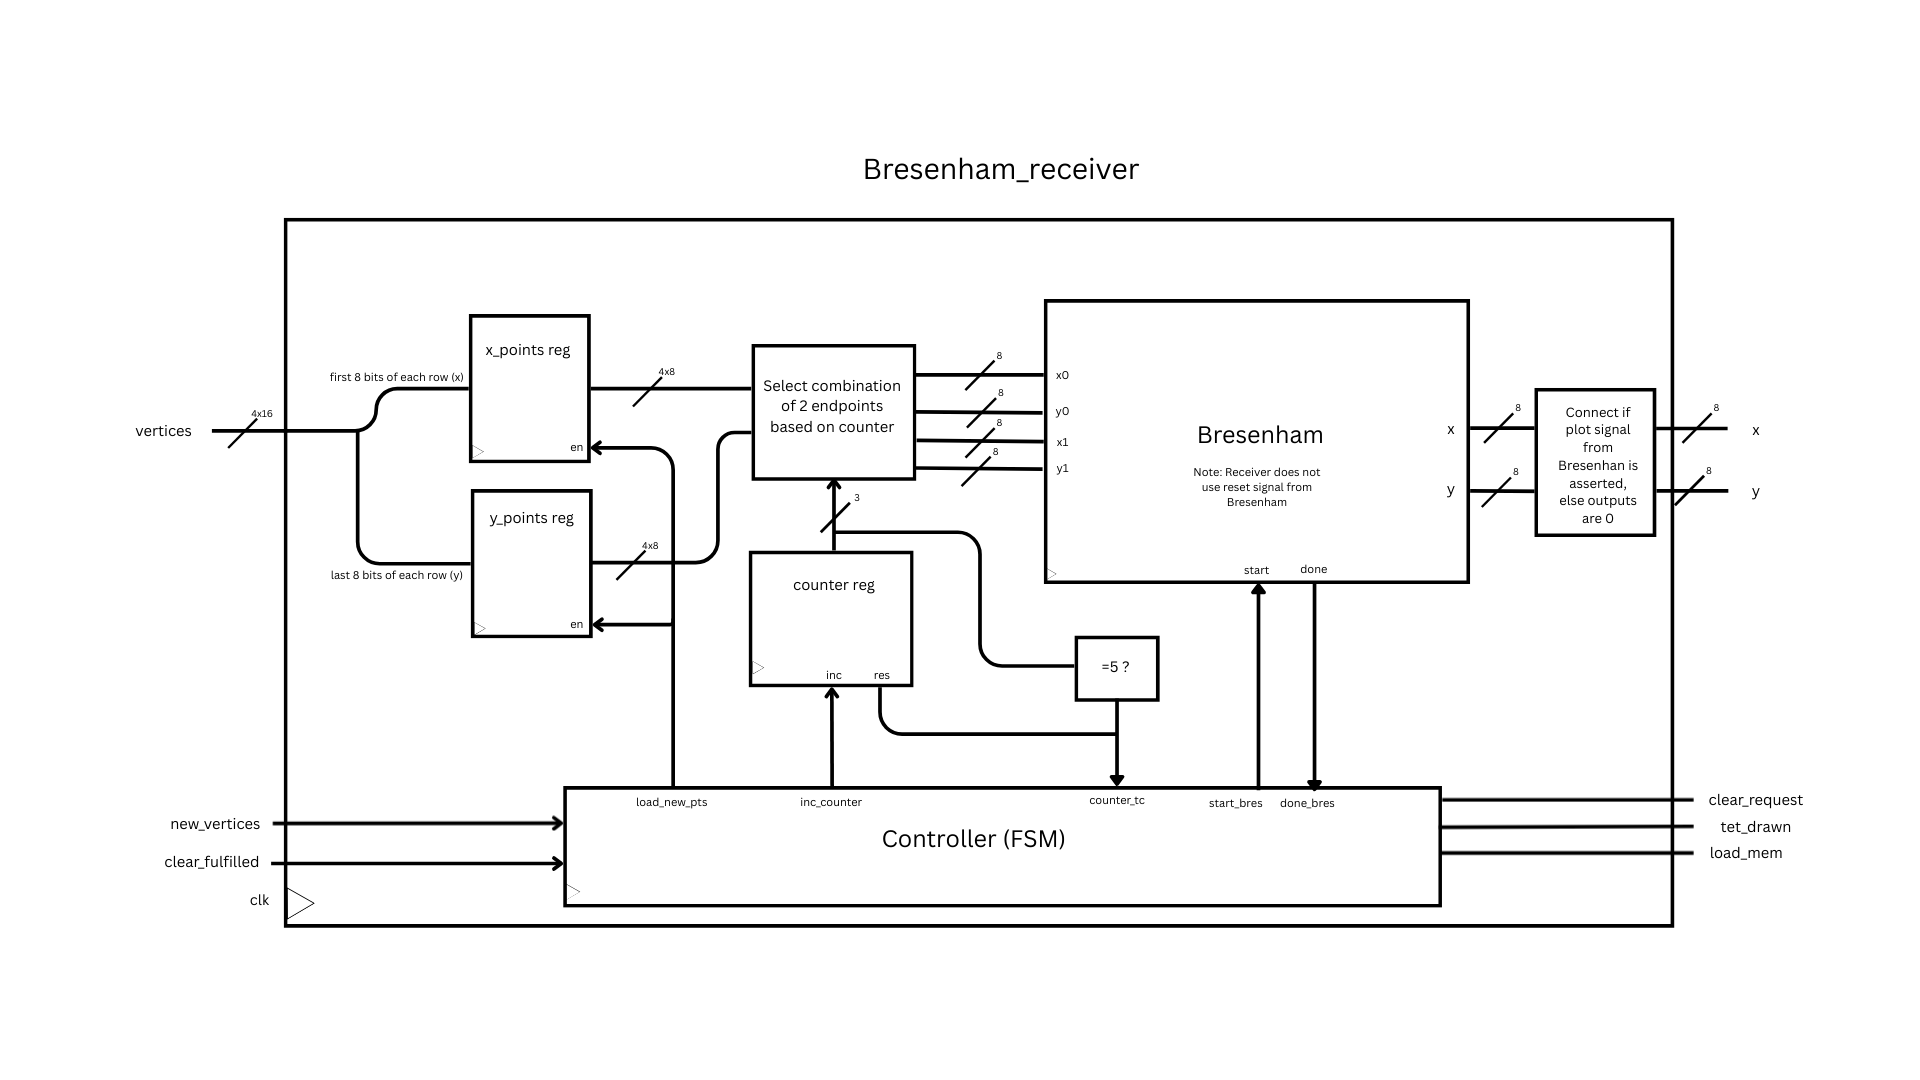 Bresenham_receiver
vertices
4x16
first 8 bits of each row (x)
last 8 bits of each row (y)
x_points reg
en
4x8
y_points reg
en
4x8
Select combination
of 2 endpoints
based on counter
8
8
8
8
3
counter reg
inc
res
x0
y0
x1
y1
Bresenham
Note: Receiver does not
use reset signal from
Bresenham
x
y
start
done
8
8
Connect if
plot signal
from
Bresenhan is
asserted,
else outputs
are 0
8
x
8
y
=5 ?
load_new_pts
inc_counter
counter_tc
start_bres
done_bres
Controller (FSM)
new_vertices
clear_fulfilled
clk
clear_request
tet_drawn
load_mem